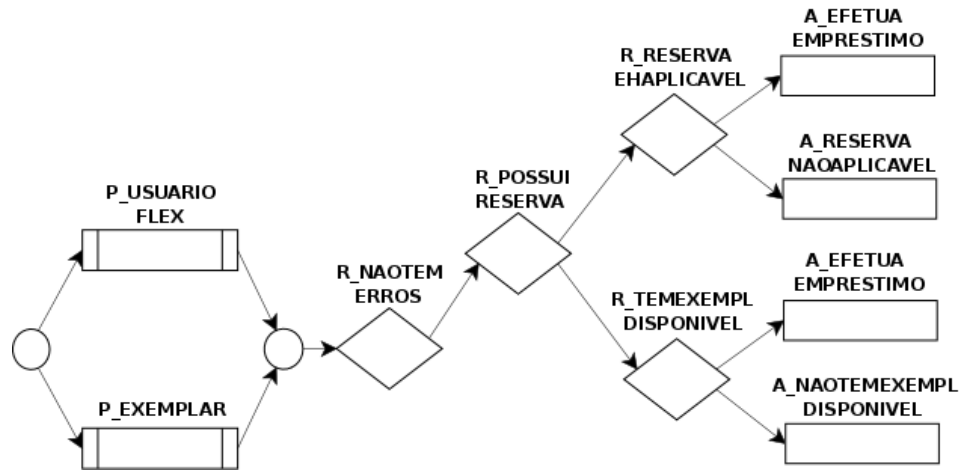 A_EFETUA
EMPRESTIMO
R_RESERVA
EHAPLICAVEL
A_RESERVA
NAOAPLICAVEL
R_POSSUI
RESERVA
P_USUARIO
FLEX
R_NAOTEM
ERROS
A_EFETUA
EMPRESTIMO
R_TEMEXEMPL
DISPONIVEL
A_NAOTEMEXEMPL
DISPONIVEL
P_EXEMPLAR